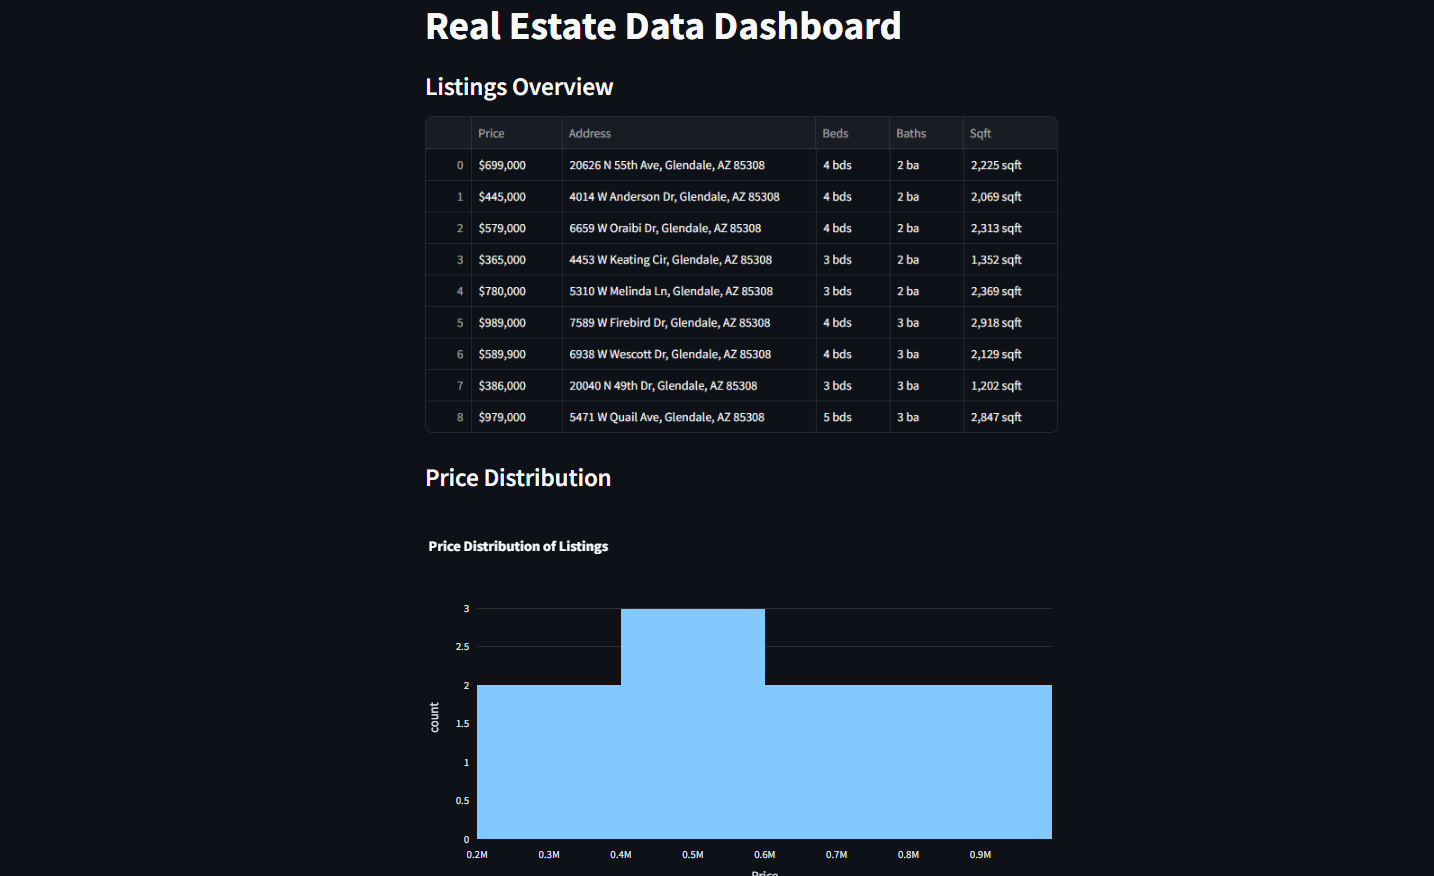 Real Estate Data Dashboard
Listings Overview
Price Address Beds Baths Sqft
0 $699,000 20626 N 55th Ave, Glendale, AZ 85308 4 bds 2 ba 2,225 sqft
1 $445,000 4014 W Anderson Dr, Glendale, AZ 85308 4 bds 2 ba 2,069 sqft
2 $579,000 6659 W Oraibi Dr, Glendale, AZ 85308 4 bds 2 ba 2,313 sqft
3 $365,000 4453 W Keating Cir, Glendale, AZ 85308 3 bds 2 ba 1,352 sqft
4 $780,000 5310 W Melinda Ln, Glendale, AZ 85308 3 bds 2 ba 2,369 sqft
5 $989,000 7589 W Firebird Dr, Glendale, AZ 85308 4 bds 3 ba 2,918 sqft
6 $589,900 6938 W Wescott Dr, Glendale, AZ 85308 4 bds 3 ba 2,129 sqft
7 $386,000 20040 N 49th Dr, Glendale, AZ 85308 3 bds 3 ba 1,202 sqft
8 $979,000 5471 W Quail Ave, Glendale, AZ 85308 5 bds 3 ba 2,847 sqft
Price Distribution
Price Distribution of Listings
3
2.5
2
1.5
1
0.5
0
count
0.2M 0.3M 0.4M 0.5M 0.6M 0.7M 0.8M 0.9M
Price